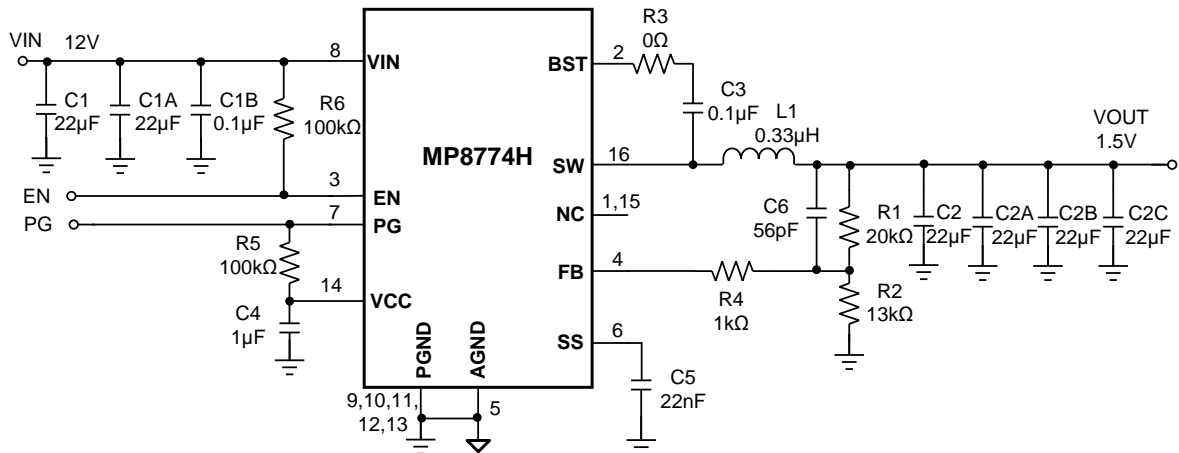 VIN 12V
8
VIN
C1
22µF
C1A
22µF
C1B
0.1µF
R6
100kΩ
EN
3
EN
PG
7
PG
R5
100kΩ
14
VCC
C4
1µF
PGND
AGND
9,10,11,
12,13
5
MP8774H
BST
2
R3
0Ω
C3
0.1µF
L1
0.33µH
SW
16
NC
1,15
FB
4
R4
1kΩ
C6
56pF
R1
20kΩ
R2
13kΩ
SS
6
C5
22nF
C2
22µF
C2A
22µF
C2B
22µF
C2C
22µF
VOUT
1.5V